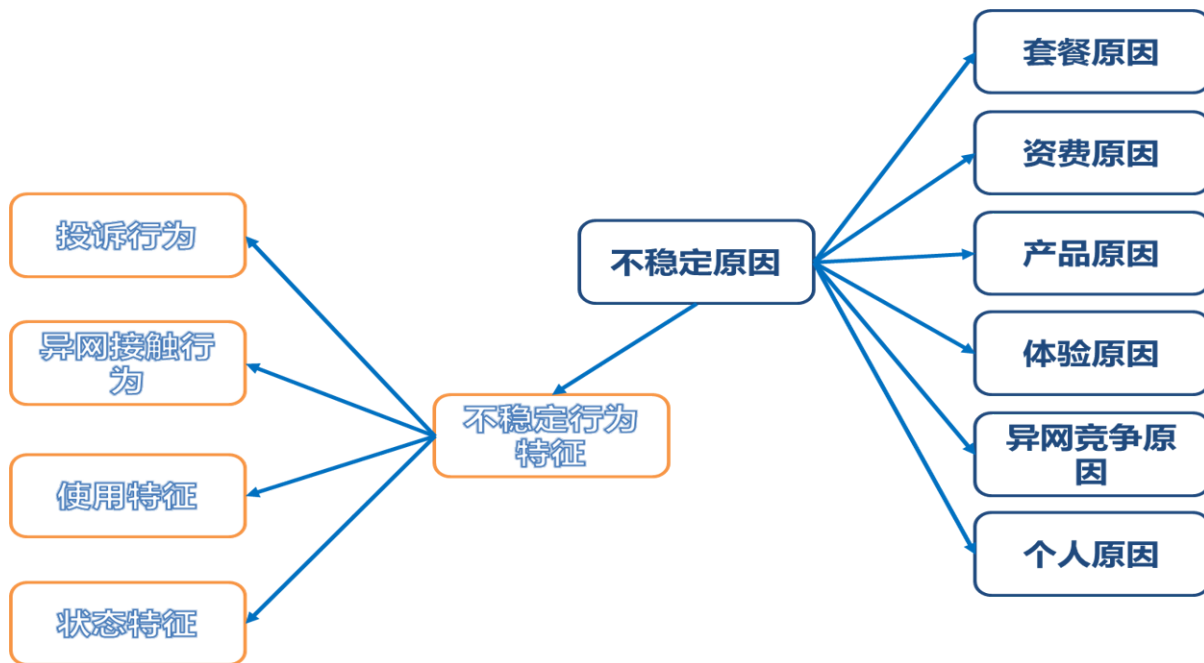 套餐原因
资费原因
投诉行为
不稳定原因
产品原因
异网接触行
为
体验原因
不稳定行为
特征
异网竞争原
因
使用特征
个人原因
状态特征